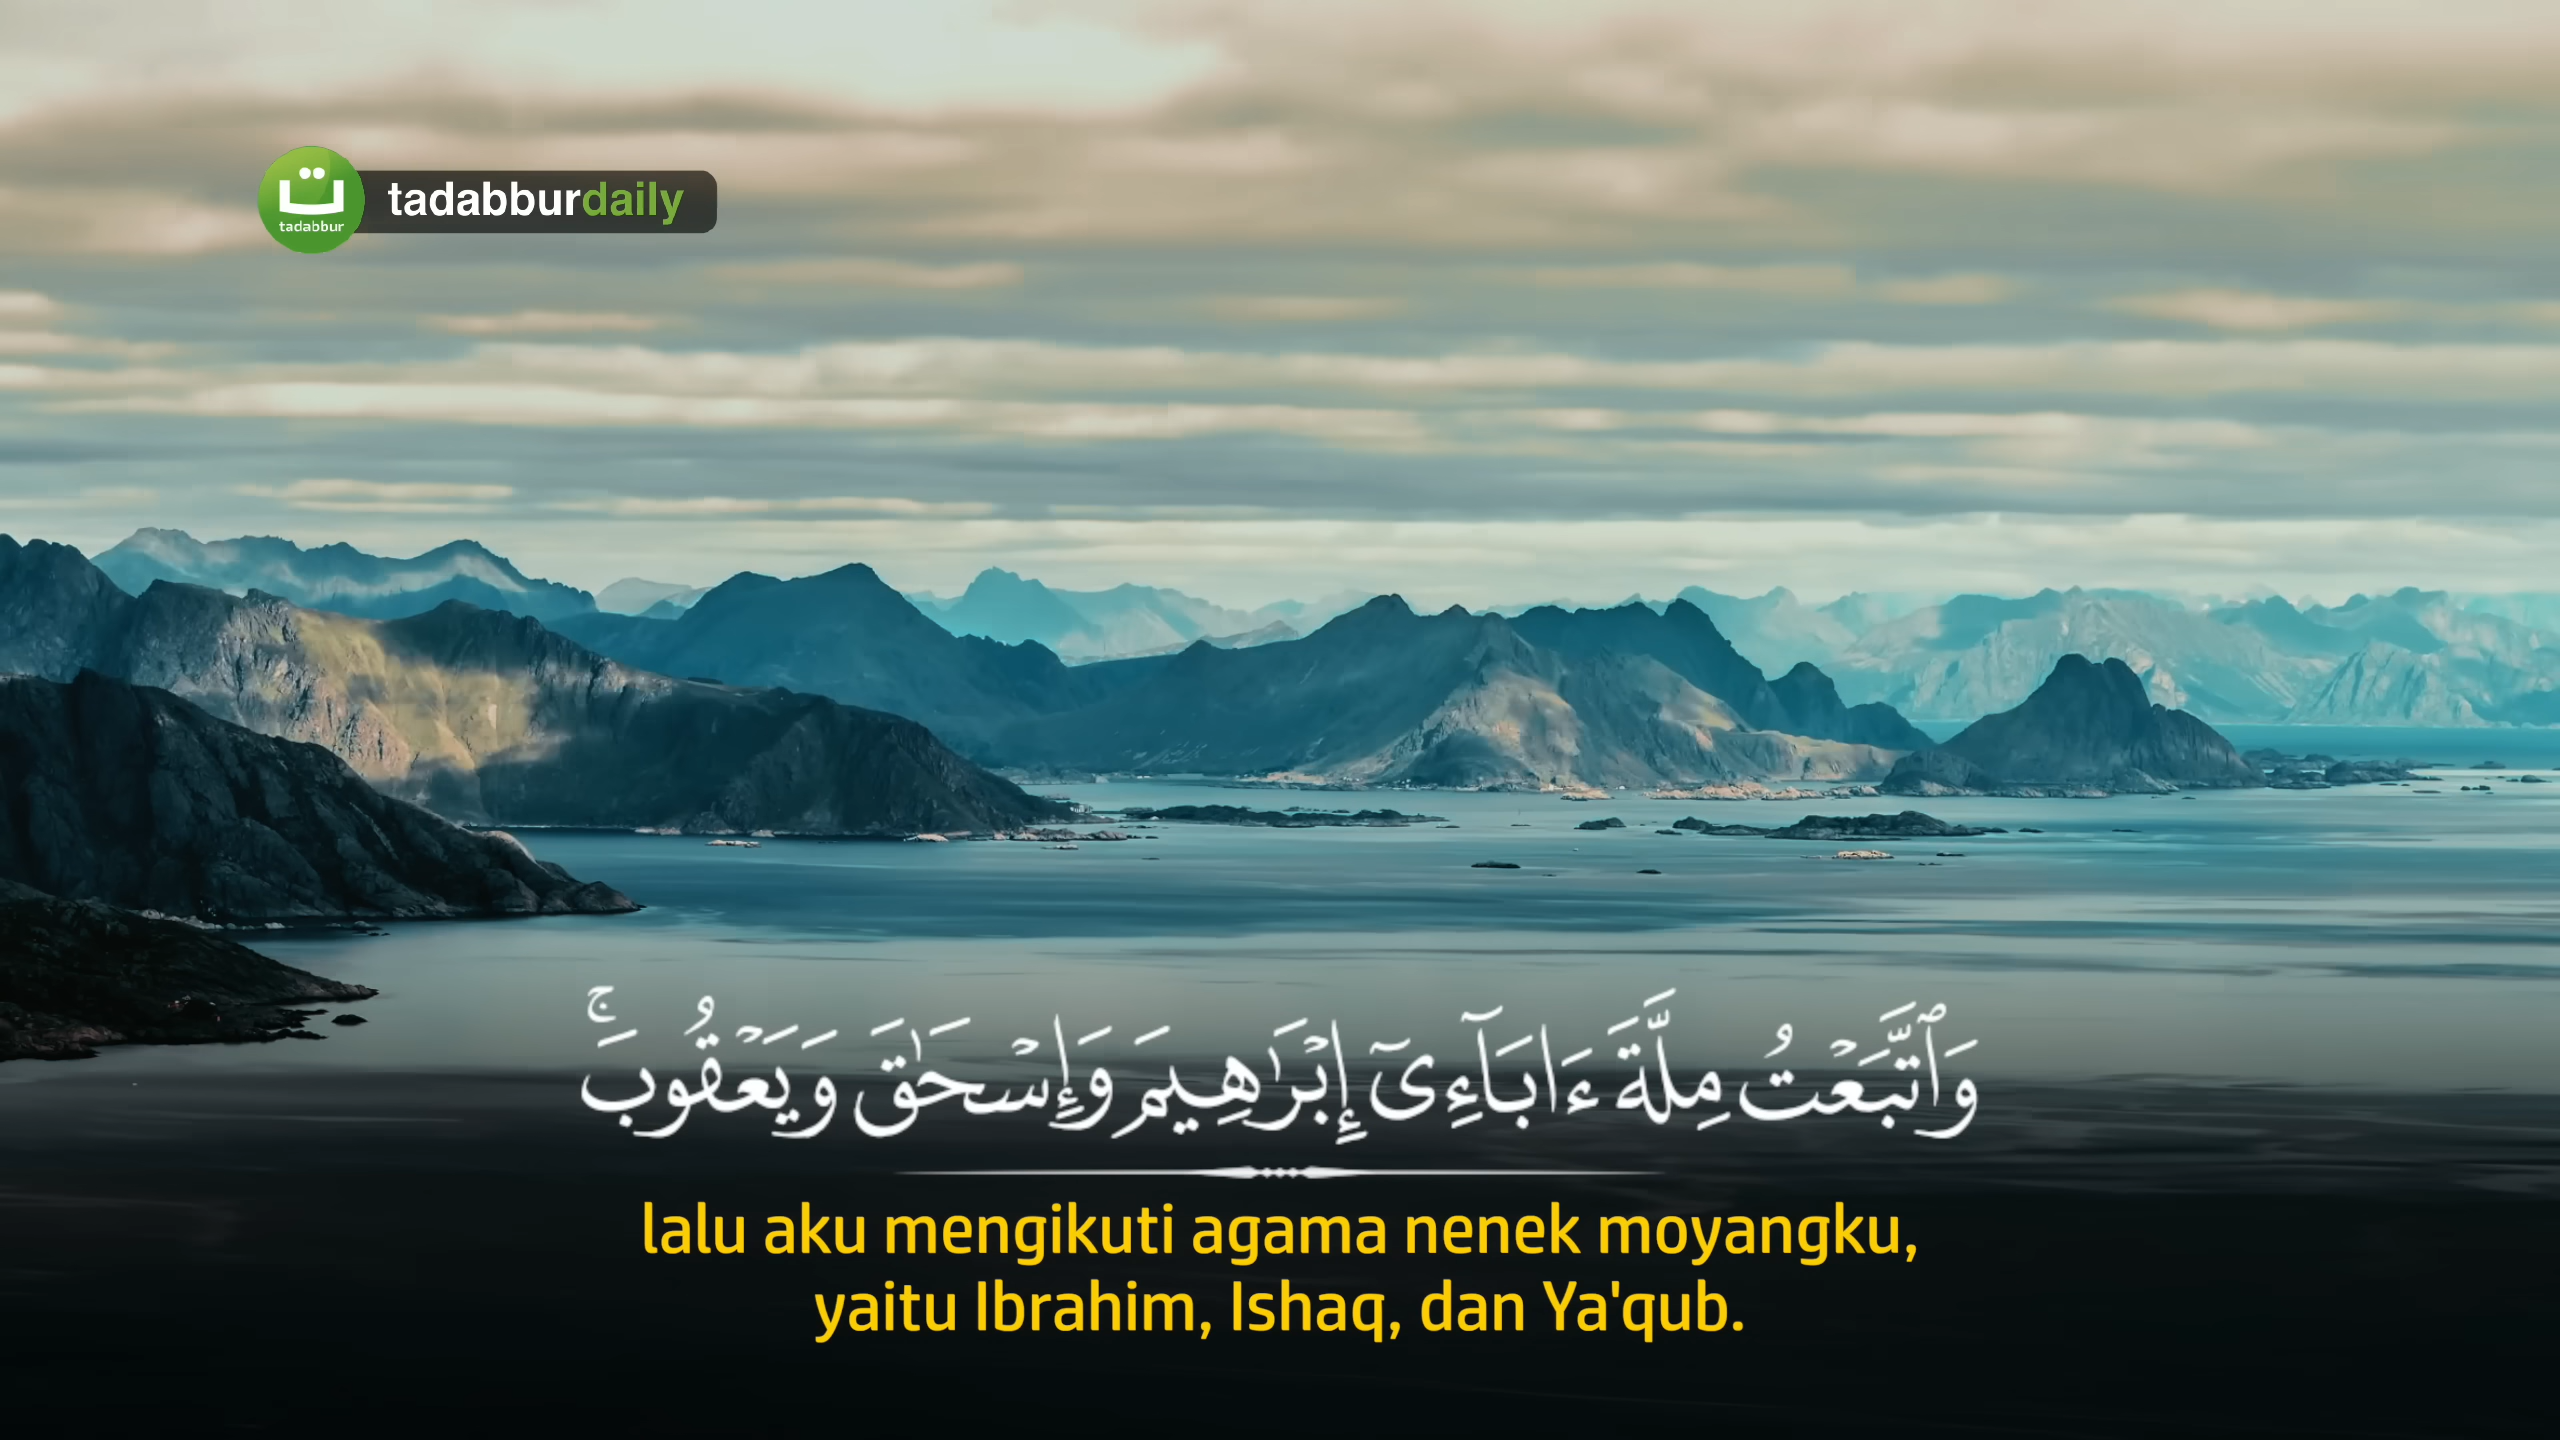 ت
tadabbur
tadabburdaily
وَٱتَّبَعْتُ مِلَّةَ ءَابَآءِىٓ إِبْرَٰهِيمَ وَإِسْحَـٰقَ وَيَعْقُوبَ ۚ
lalu aku mengikuti agama nenek moyangku,
yaitu Ibrahim, Ishaq, dan Ya'qub.